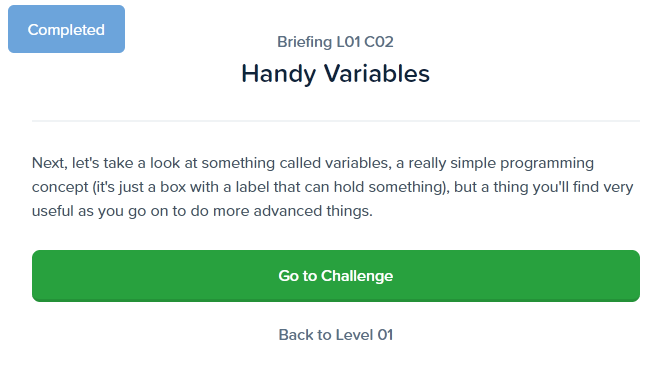 Completed
Briefing L01 C02
Handy Variables
Next, let's take a look at something called variables, a really simple programming
concept (it's just a box with a label that can hold something), but a thing you'll find very
useful as you go on to do more advanced things.
Go to Challenge
Back to Level 01